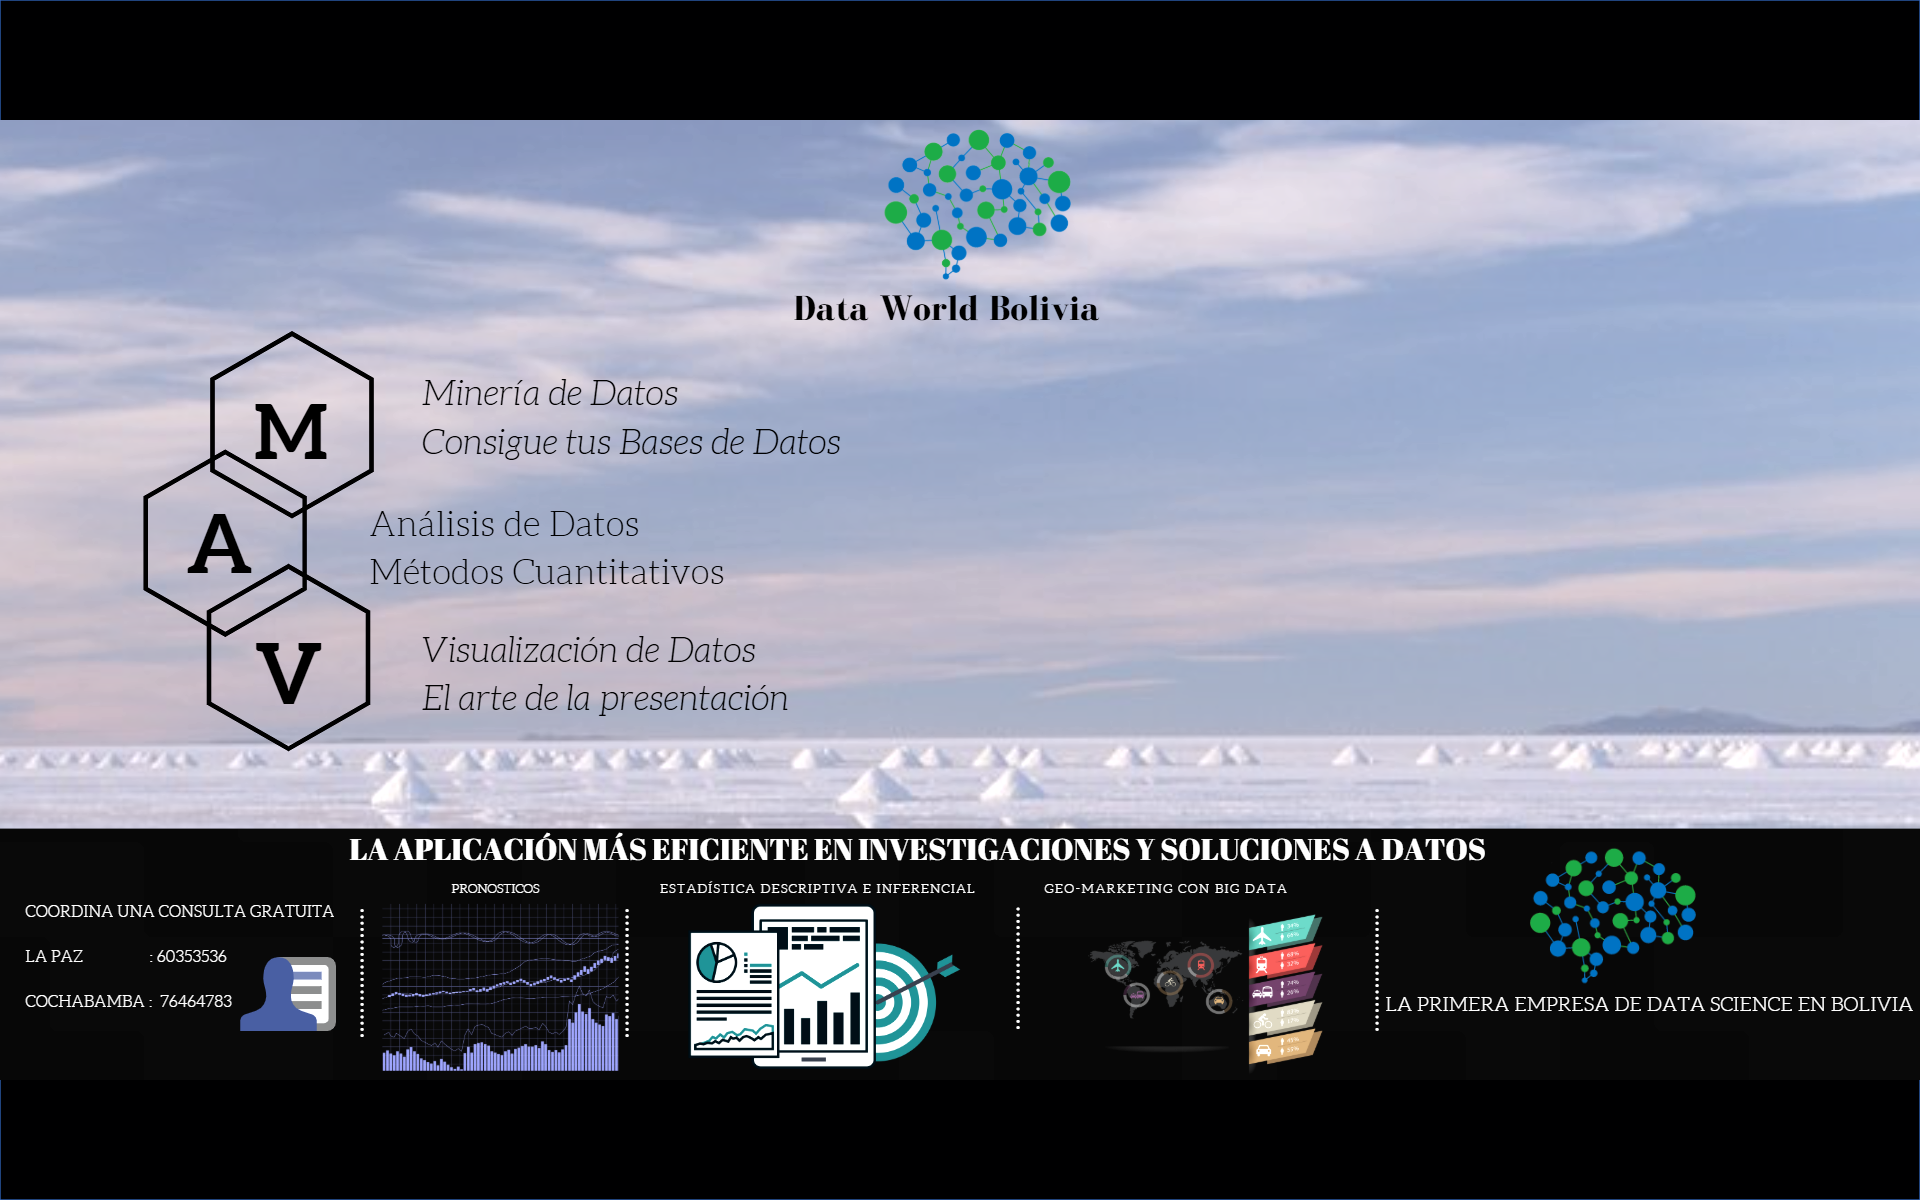 Data World Bolivia
M
Minería de Datos
Consigue tus Bases de Datos
A
Análisis de Datos
Métodos Cuantitativos
V
Visualización de Datos
El arte de la presentación
LA APLICACIÓN MÁS EFICIENTE EN INVESTIGACIONES Y SOLUCIONES A DATOS
COORDINA UNA CONSULTA GRATUITA
LA PAZ : 60353536
COCHABAMBA : 76464783
PRONOSTICOS
ESTADÍSTICA DESCRIPTIVA E INFERENCIAL
GEO-MARKETING CON BIG DATA
LA PRIMERA EMPRESA DE DATA SCIENCE EN BOLIVIA